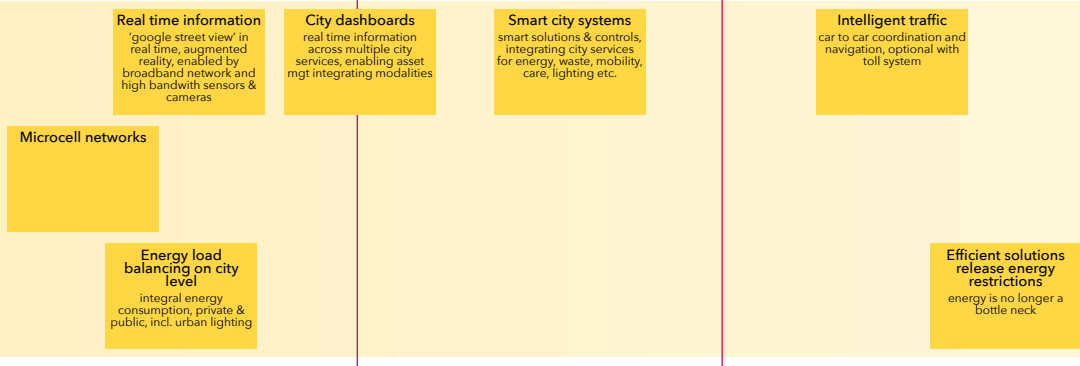 Real time information
‘google street view’ in
real time, augmented
reality, enabled by
broadband network and
high bandwith sensors &
cameras
City dashboards
real time information
across multiple city
services, enabling asset
mgt integrating modalities
Smart city systems
smart solutions & controls,
integrating city services
for energy, waste, mobility,
care, lighting etc.
Intelligent traffic
car to car coordination and
navigation, optional with
toll system
Microcell networks
Energy load
balancing on city
level
integral energy
consumption, private &
public, incl. urban lighting
Efficient solutions
release energy
restrictions
energy is no longer a
bottle neck